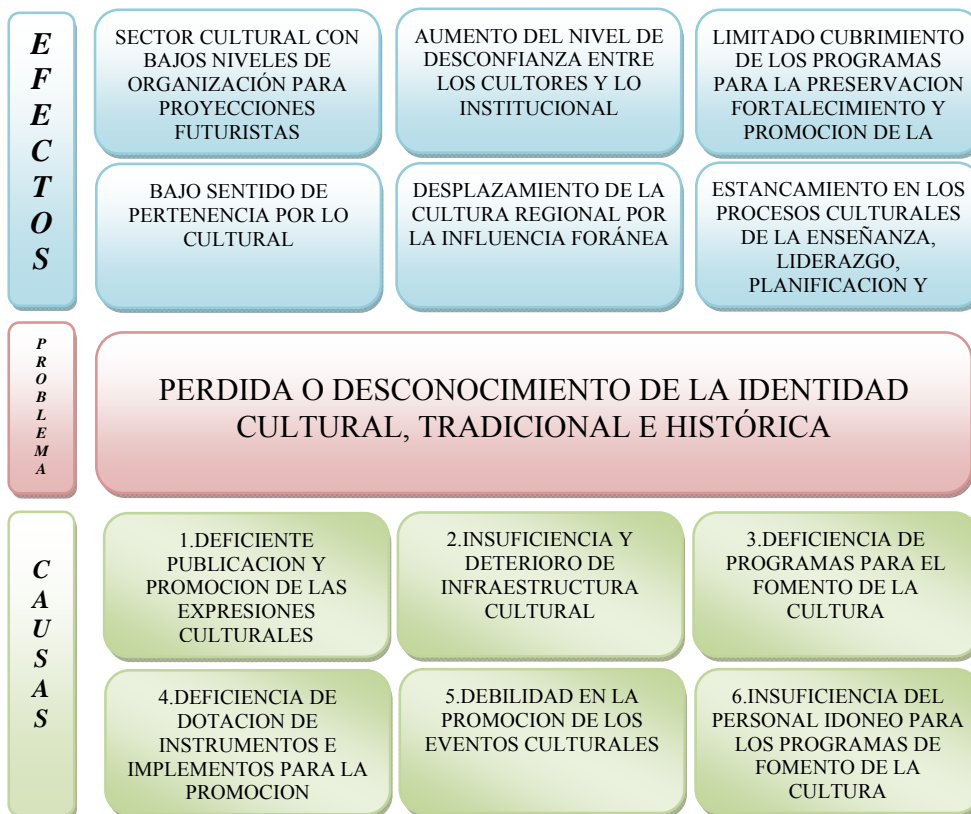 EFECTOS
SECTOR CULTURAL CON
BAJOS NIVELES DE
ORGANIZACIÓN PARA
PROYECCIONES
FUTURISTAS
AUMENTO DEL NIVEL DE
DESCONFIANZA ENTRE
LOS CULTORES Y LO
INSTITUCIONAL
LIMITADO CUBRIMIENTO
DE LOS PROGRAMAS
PARA LA PRESERVACION
FORTALECIMIENTO Y
PROMOCION DE LA
BAJO SENTIDO DE
PERTENENCIA POR LO
CULTURAL
DESPLAZAMIENTO DE LA
CULTURA REGIONAL POR
LA INFLUENCIA FORÁNEA
ESTANCAMIENTO EN LOS
PROCESOS CULTURALES
DE LA ENSEÑANZA,
LIDERAZGO,
PLANIFICACION Y
PROBLEMA
PERDIDA O DESCONOCIMIENTO DE LA IDENTIDAD
CULTURAL, TRADICIONAL E HISTÓRICA
CAUSAS
1.DEFICIENTE
PUBLICACION Y
PROMOCION DE LAS
EXPRESIONES
CULTURALES
2.INSUFICIENCIA Y
DETERIORO DE
INFRAESTRUCTURA
CULTURAL
3.DEFICIENCIA DE
PROGRAMAS PARA EL
FOMENTO DE LA
CULTURA
4.DEFICIENCIA DE
DOTACION DE
INSTRUMENTOS E
IMPLEMENTOS PARA LA
PROMOCION
5.DEBILIDAD EN LA
PROMOCION DE LOS
EVENTOS CULTURALES
6.INSUFICIENCIA DEL
PERSONAL IDONEO PARA
LOS PROGRAMAS DE
FOMENTO DE LA
CULTURA